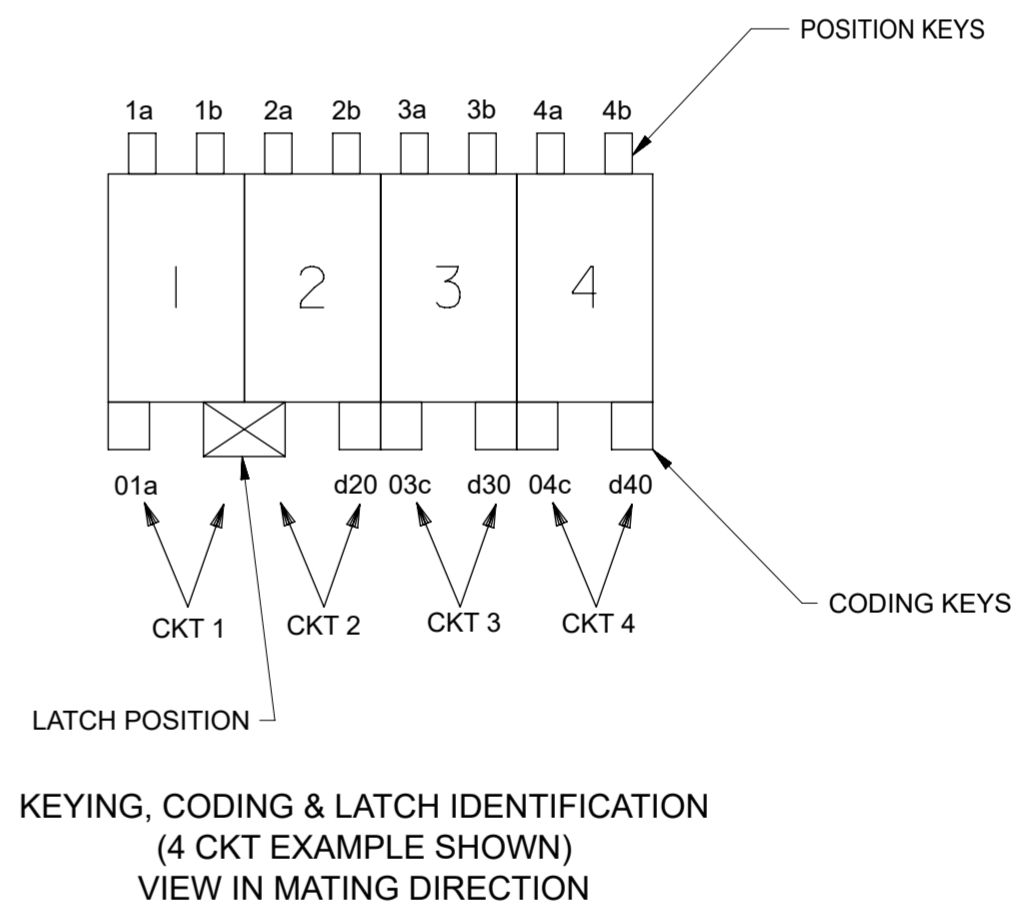 POSITION KEYS
1a 1b 2a 2b 3a 3b 4a 4b
1 2 3 4
01a d20 03c d30 04c d40
CKT 1 CKT 2 CKT 3 CKT 4
CODING KEYS
LATCH POSITION
KEYING, CODING & LATCH IDENTIFICATION
(4 CKT EXAMPLE SHOWN)
VIEW IN MATING DIRECTION